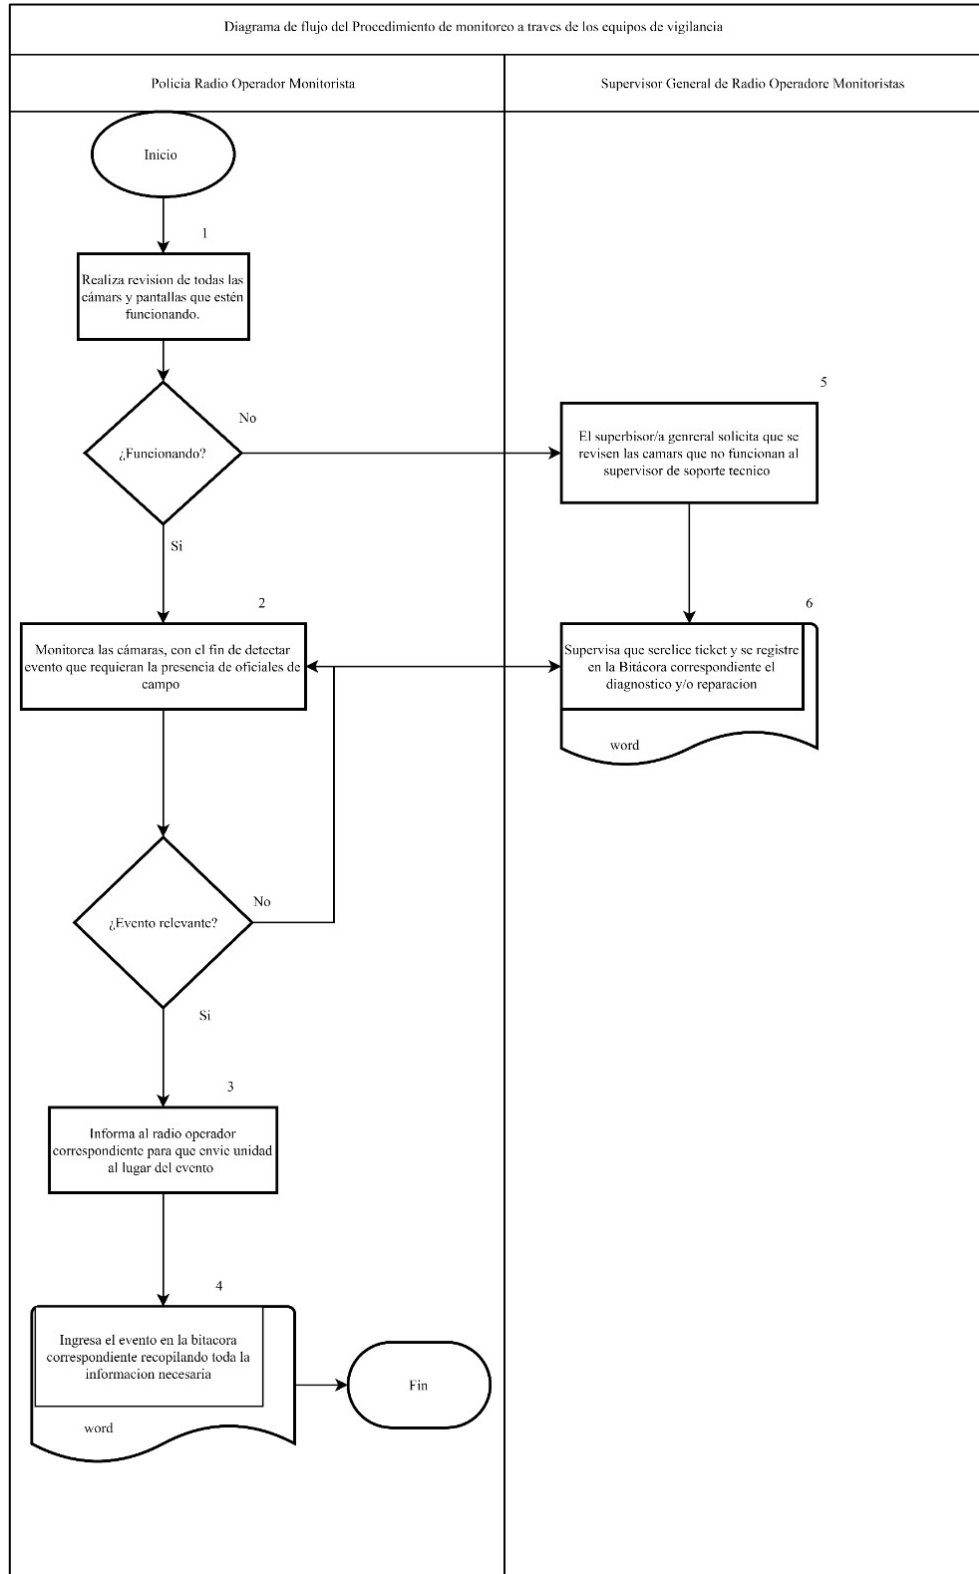 Diagrama de flujo del Procedimiento de monitoreo a traves de los equipos de vigilancia
Policia Radio Operador Monitorista
Supervisor General de Radio Operadore Monitoristas
Inicio
1
Realiza revision de todas las
cámars y pantallas que estén
funcionando.
¿Funcionando?
No
Si
5
El superbisor/a genreral solicita que se
revisen las camars que no funcionan al
supervisor de soporte tecnico
2
Monitorea las cámaras, con el fin de detectar
evento que requieran la presencia de oficiales de
campo
6
Supervisa que serelice ticket y se registre
en la Bitácora correspondiente el
diagnostico y/o reparacion
word
¿Evento relevante?
No
Si
3
Informa al radio operador
correspondiente para que envie unidad
al lugar del evento
4
Ingresa el evento en la bitacora
correspondiente recopilando toda la
informacion necesaria
word
Fin